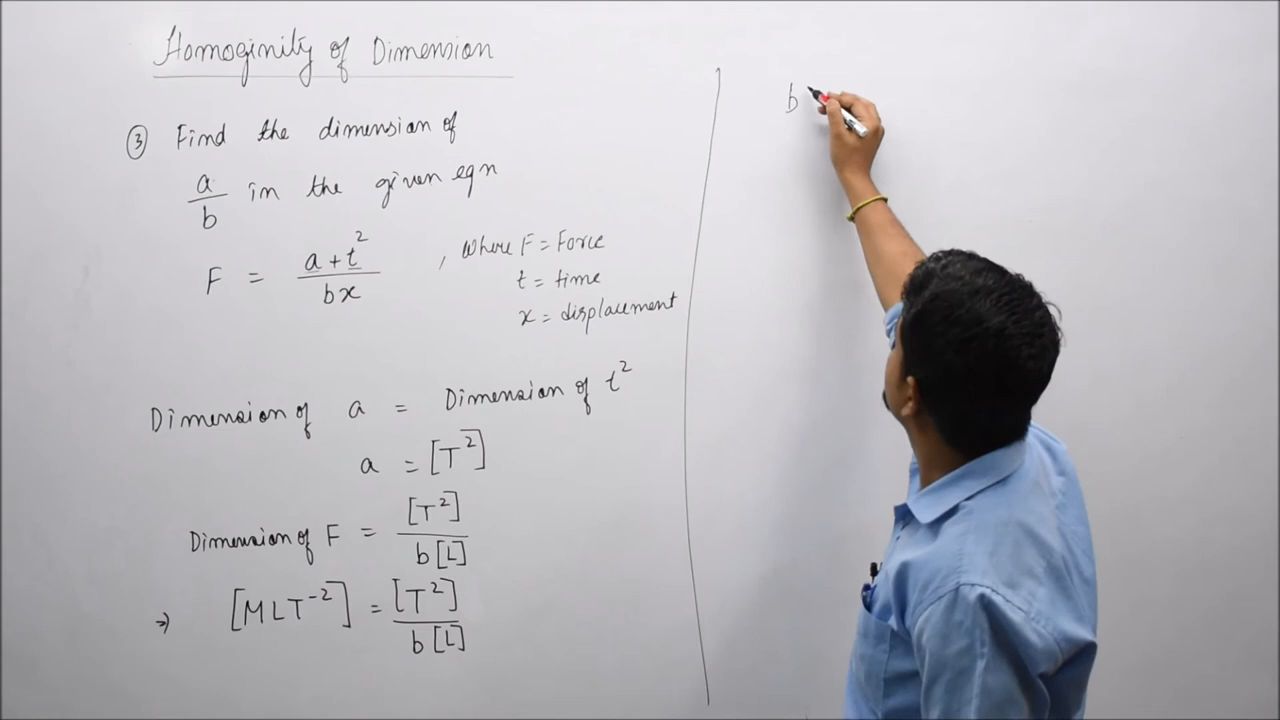 Homoginity of Dimension
③ Find the dimension of
a/b in the given eqn
F = (a + t²)/(bx) , where F = Force
t = time
x = displacement
Dimension of a = Dimension of t²
a = [T²]
Dimension of F = [T²]/(b[L])
⇒ [MLT⁻²] = [T²]/(b[L])
b